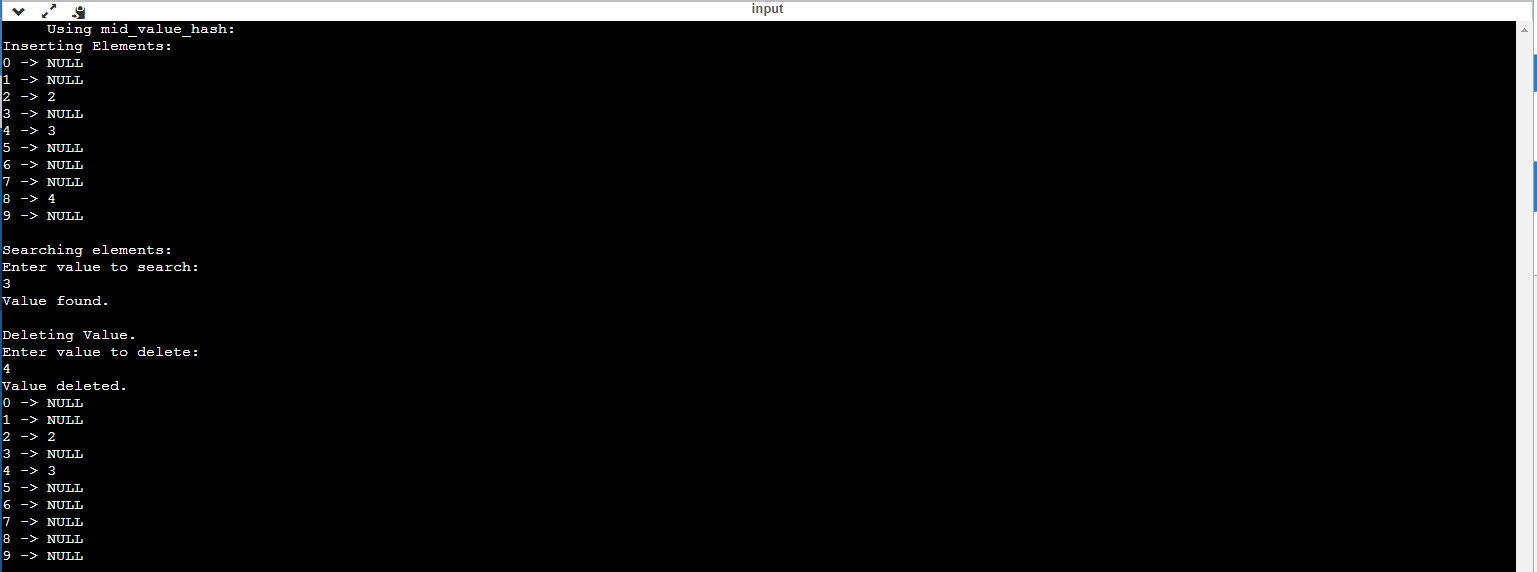 input
Using mid_value_hash:
Inserting Elements:
0 -> NULL
1 -> NULL
2 -> 2
3 -> NULL
4 -> 3
5 -> NULL
6 -> NULL
7 -> NULL
8 -> 4
9 -> NULL
Searching elements:
Enter value to search:
3
Value found.
Deleting Value.
Enter value to delete:
4
Value deleted.
0 -> NULL
1 -> NULL
2 -> 2
3 -> NULL
4 -> 3
5 -> NULL
6 -> NULL
7 -> NULL
8 -> NULL
9 -> NULL